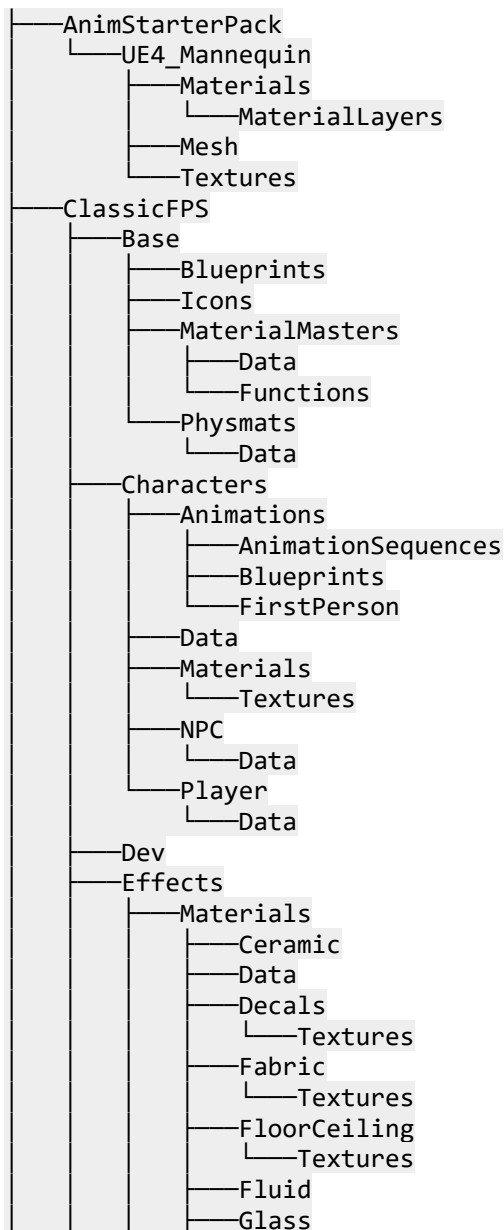 ├───AnimStarterPack
│   └───UE4_Mannequin
│       ├───Materials
│       │   └───MaterialLayers
│       ├───Mesh
│       └───Textures
├───ClassicFPS
│   ├───Base
│   │   ├───Blueprints
│   │   ├───Icons
│   │   ├───MaterialMasters
│   │   │   ├───Data
│   │   │   └───Functions
│   │   └───Physmats
│   │       └───Data
│   ├───Characters
│   │   ├───Animations
│   │   │   ├───AnimationSequences
│   │   │   ├───Blueprints
│   │   │   └───FirstPerson
│   │   ├───Data
│   │   ├───Materials
│   │   │   └───Textures
│   │   ├───NPC
│   │   │   └───Data
│   │   └───Player
│   │       └───Data
│   ├───Dev
│   ├───Effects
│   │   ├───Materials
│   │   │   ├───Ceramic
│   │   │   ├───Data
│   │   │   ├───Decals
│   │   │   │   └───Textures
│   │   │   ├───Fabric
│   │   │   │   └───Textures
│   │   │   ├───FloorCeiling
│   │   │   │   └───Textures
│   │   │   ├───Fluid
│   │   │   ├───Glass